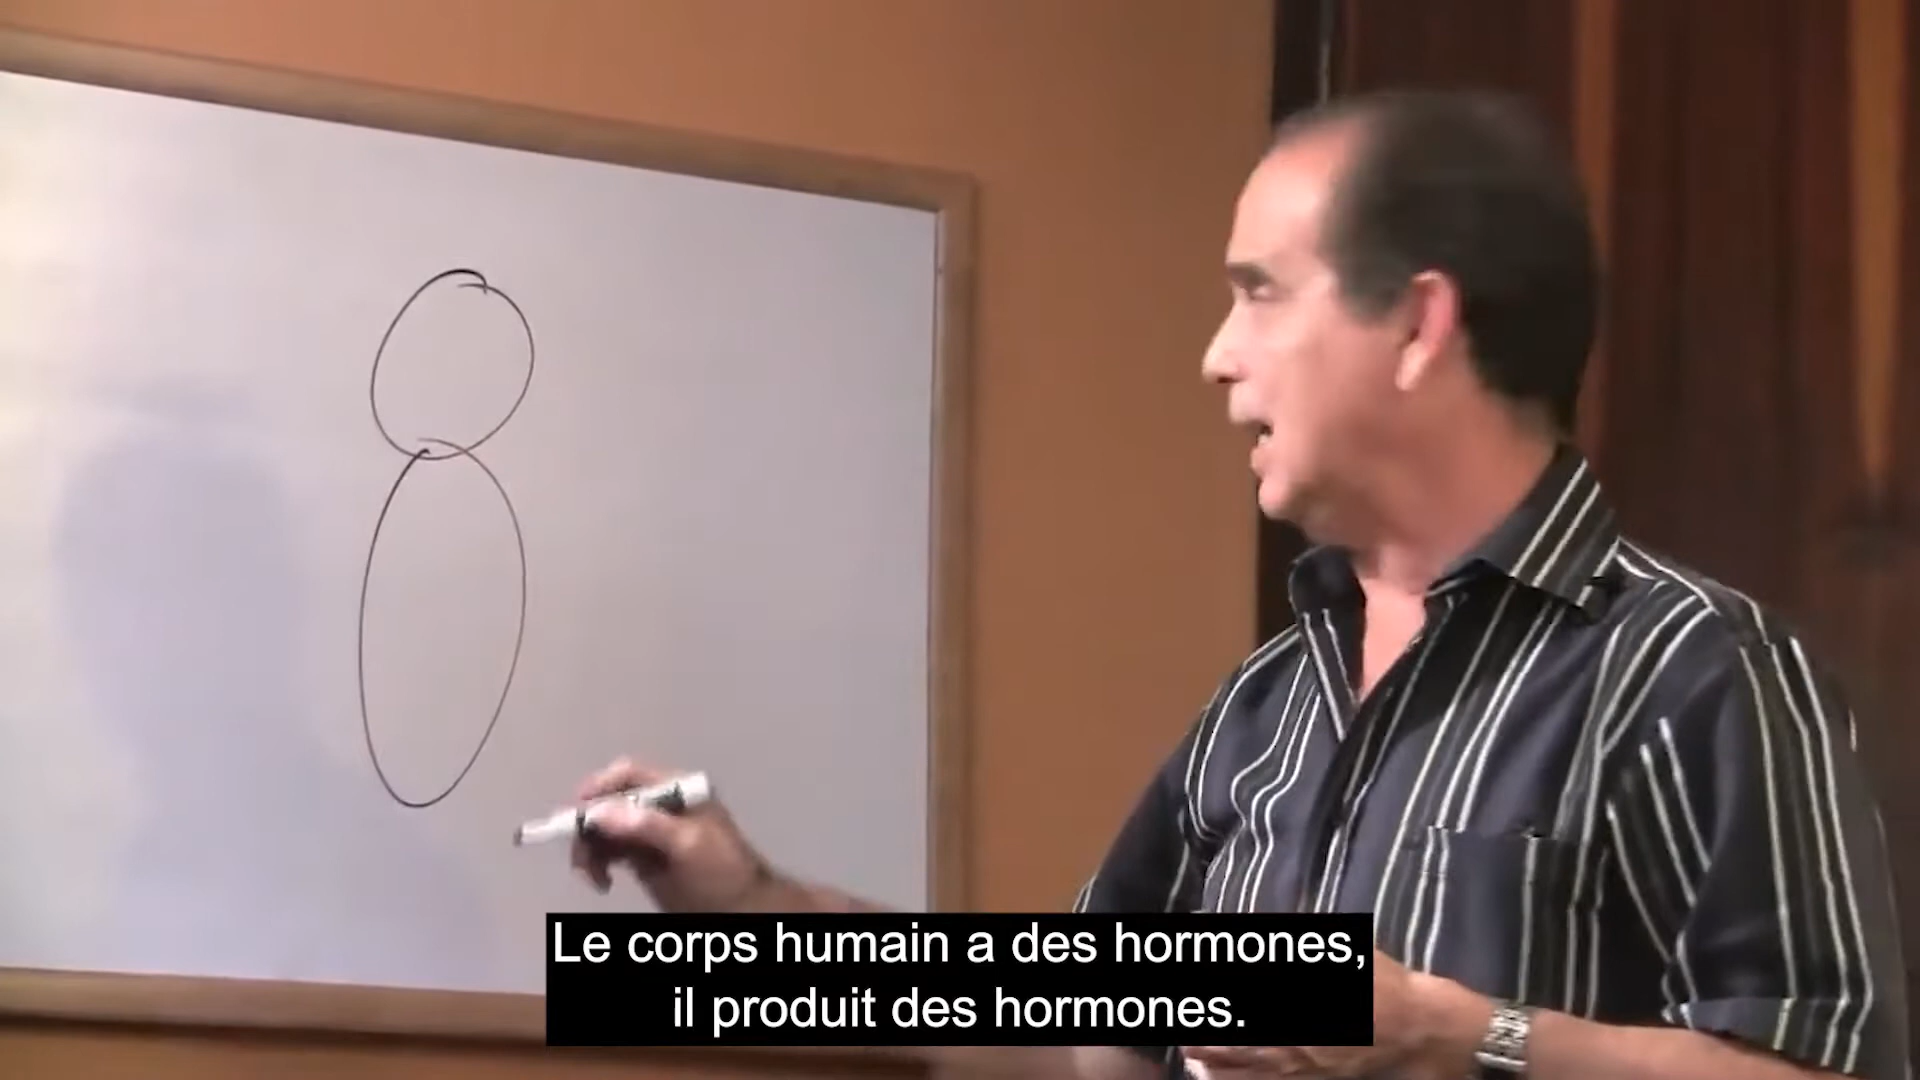 Le corps humain a des hormones,
il produit des hormones.